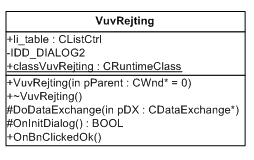 VuvRejting
+li_table : CListCtrl
-IDD_DIALOG2
+classVuvRejting : CRuntimeClass
+VuvRejting(in pParent : CWnd* = 0)
+~VuvRejting()
#DoDataExchange(in pDX : CDataExchange*)
#OnInitDialog() : BOOL
+OnBnClickedOk()